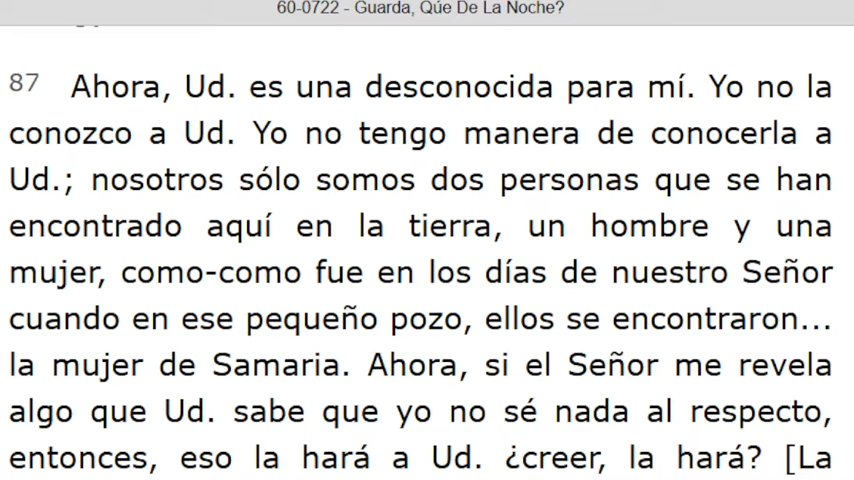 60-0722 - Guarda, Qúe De La Noche?
87 Ahora, Ud. es una desconocida para mí. Yo no la
conozco a Ud. Yo no tengo manera de conocerla a
Ud.; nosotros sólo somos dos personas que se han
encontrado aquí en la tierra, un hombre y una
mujer, como-como fue en los días de nuestro Señor
cuando en ese pequeño pozo, ellos se encontraron...
la mujer de Samaria. Ahora, si el Señor me revela
algo que Ud. sabe que yo no sé nada al respecto,
entonces, eso la hará a Ud. ¿creer, la hará? [La